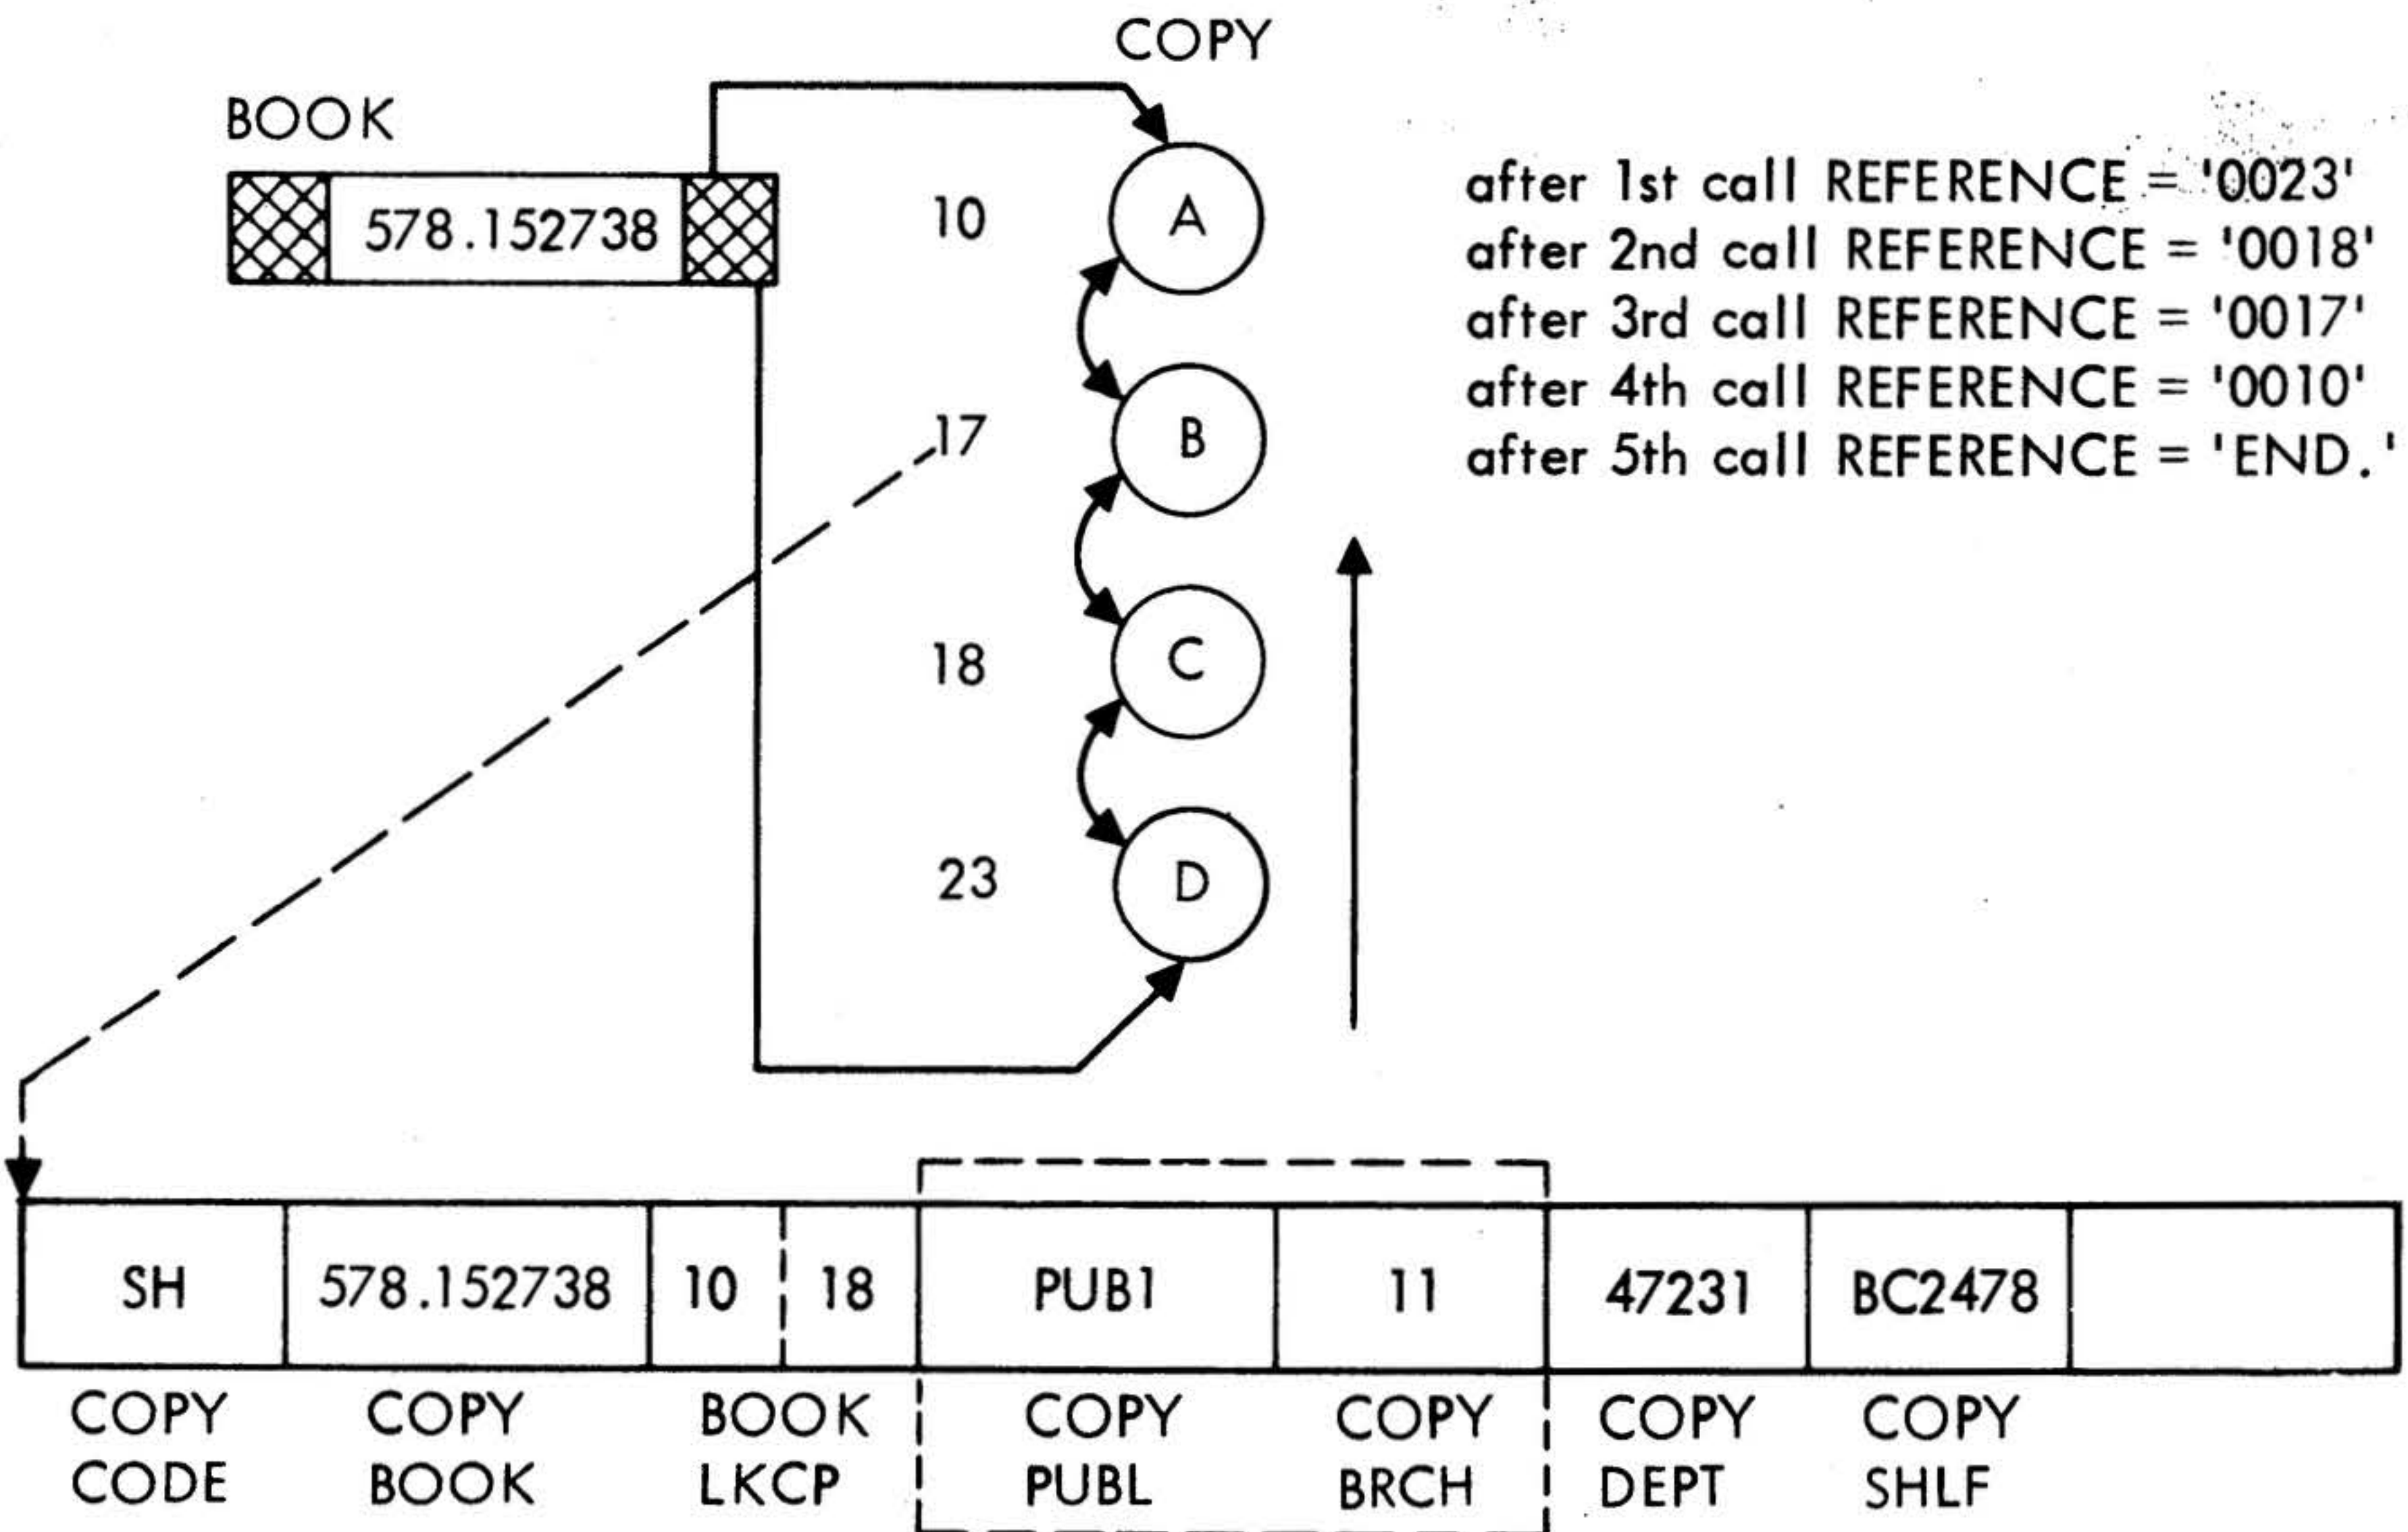 COPY
BOOK
578.152738
10
A
17
B
18
C
23
D
after 1st call REFERENCE = '0023'
after 2nd call REFERENCE = '0018'
after 3rd call REFERENCE = '0017'
after 4th call REFERENCE = '0010'
after 5th call REFERENCE = 'END.'
SH 578.152738 10 18 PUB1 11 47231 BC2478
COPY COPY BOOK COPY COPY COPY COPY
CODE BOOK LKCP PUBL BRCH DEPT SHLF